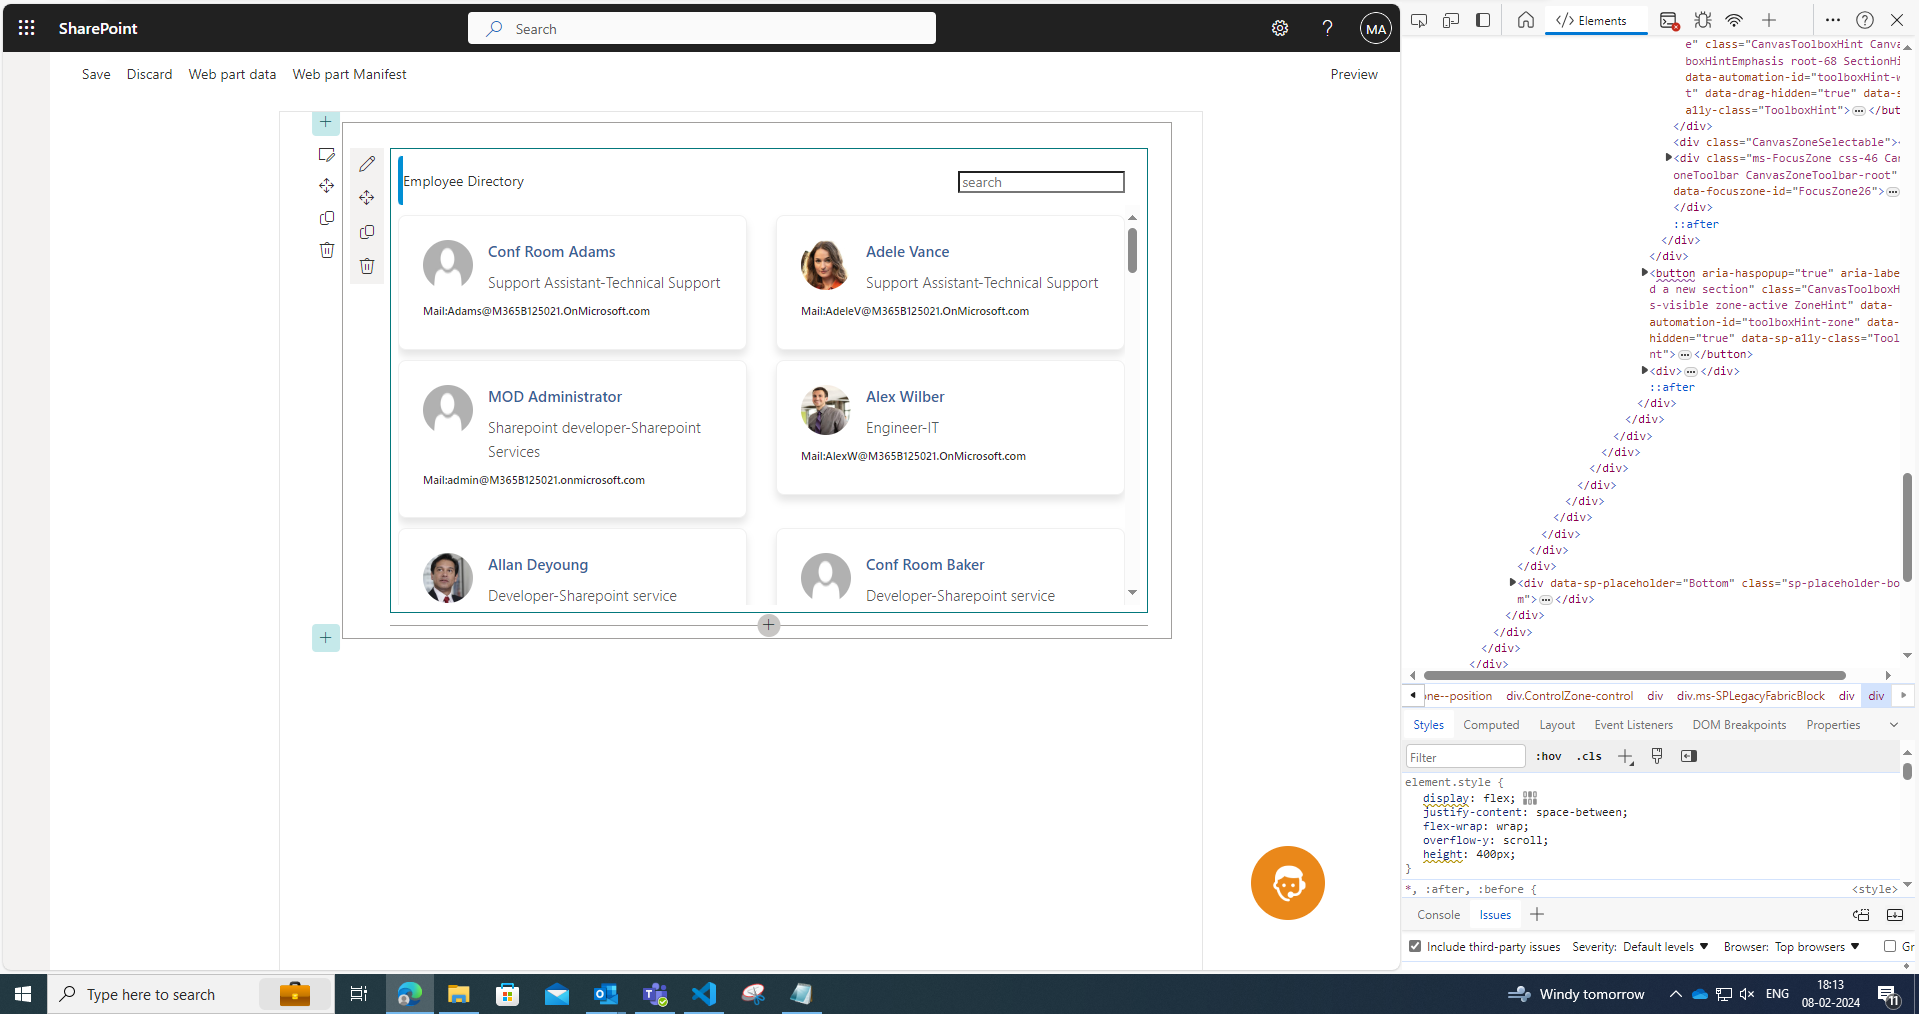 SharePoint
Search
MA
Save Discard Web part data Web part Manifest
Preview
Employee Directory
search
Conf Room Adams
Support Assistant-Technical Support
Mail:Adams@M365B125021.OnMicrosoft.com
Adele Vance
Support Assistant-Technical Support
Mail:AdeleV@M365B125021.OnMicrosoft.com
MOD Administrator
Sharepoint developer-Sharepoint
Services
Mail:admin@M365B125021.onmicrosoft.com
Alex Wilber
Engineer-IT
Mail:AlexW@M365B125021.OnMicrosoft.com
Allan Deyoung
Developer-Sharepoint service
Conf Room Baker
Developer-Sharepoint service
Elements
e" class="CanvasToolboxHint Canva
boxHintEmphasis root-68 SectionHi
data-automation-id="toolboxHint-w
t" data-drag-hidden="true" data-s
a11y-class="ToolboxHint"> </but
</div>
<div class="CanvasZoneSelectable"><
<div class="ms-FocusZone css-46 Can
oneToolbar CanvasZoneToolbar-root"
data-focuszone-id="FocusZone26">
</div>
::after
</div>
</div>
<button aria-haspopup="true" aria-labe
d a new section" class="CanvasToolboxH
s-visible zone-active ZoneHint" data-
automation-id="toolboxHint-zone" data-
hidden="true" data-sp-a11y-class="Tool
nt"> </button>
<div> </div>
::after
</div>
</div>
</div>
</div>
</div>
</div>
</div>
</div>
</div>
</div>
</div>
<div data-sp-placeholder="Bottom" class="sp-placeholder-bo
m"> </div>
</div>
</div>
</div>
</div>
one--position div.ControlZone-control div div.ms-SPLegacyFabricBlock div div
Styles Computed Layout Event Listeners DOM Breakpoints Properties
Filter :hov .cls
element.style {
display: flex;
justify-content: space-between;
flex-wrap: wrap;
overflow-y: scroll;
height: 400px;
}
*, :after, :before { <style>
Console Issues
Include third-party issues Severity: Default levels Browser: Top browsers Gr
Type here to search
Windy tomorrow
ENG
18:13
08-02-2024
11